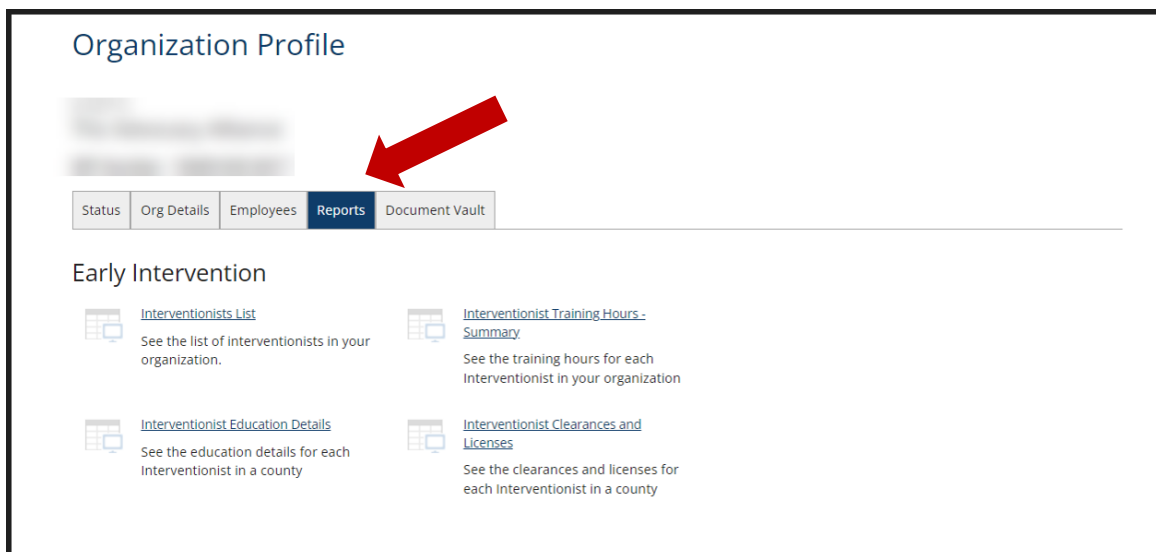 Organization Profile
Status Org Details Employees Reports Document Vault
Early Intervention
Interventionists List
See the list of interventionists in your
organization.
Interventionist Training Hours -
Summary
See the training hours for each
Interventionist in your organization
Interventionist Education Details
See the education details for each
Interventionist in a county
Interventionist Clearances and
Licenses
See the clearances and licenses for
each Interventionist in a county